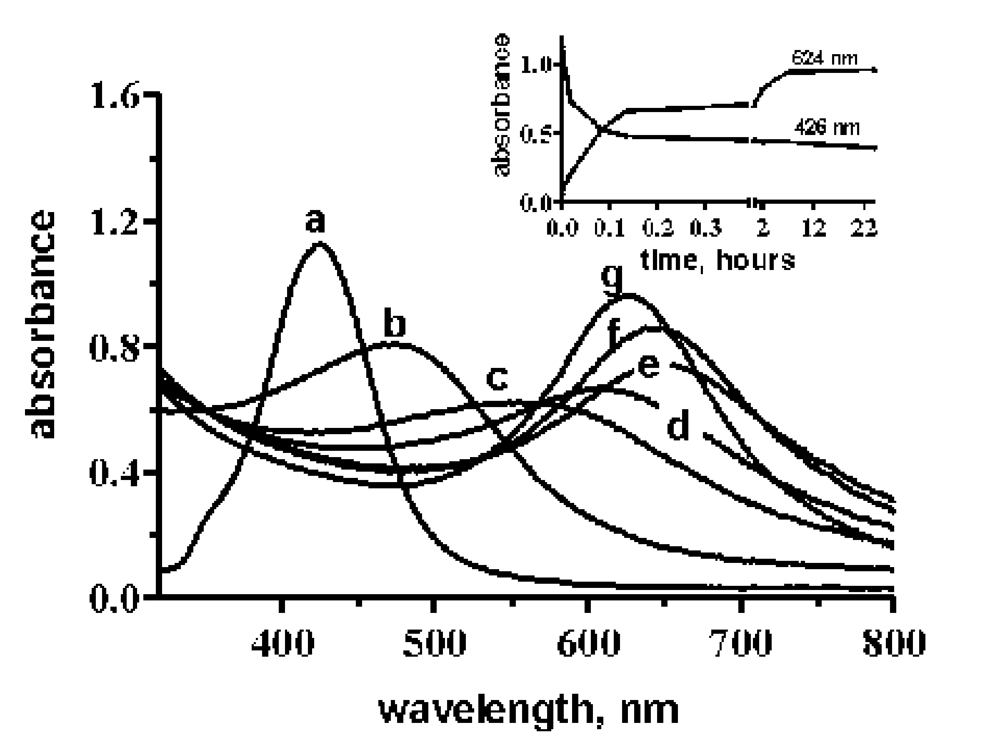 absorbance
1.6
1.2
0.8
0.4
0.0
400 500 600 700 800
wavelength, nm
a
b
c
d
e
f
g
absorbance
1.0
0.5
0.0
0.0 0.1 0.2 0.3 2 12 22
time, hours
624 nm
426 nm